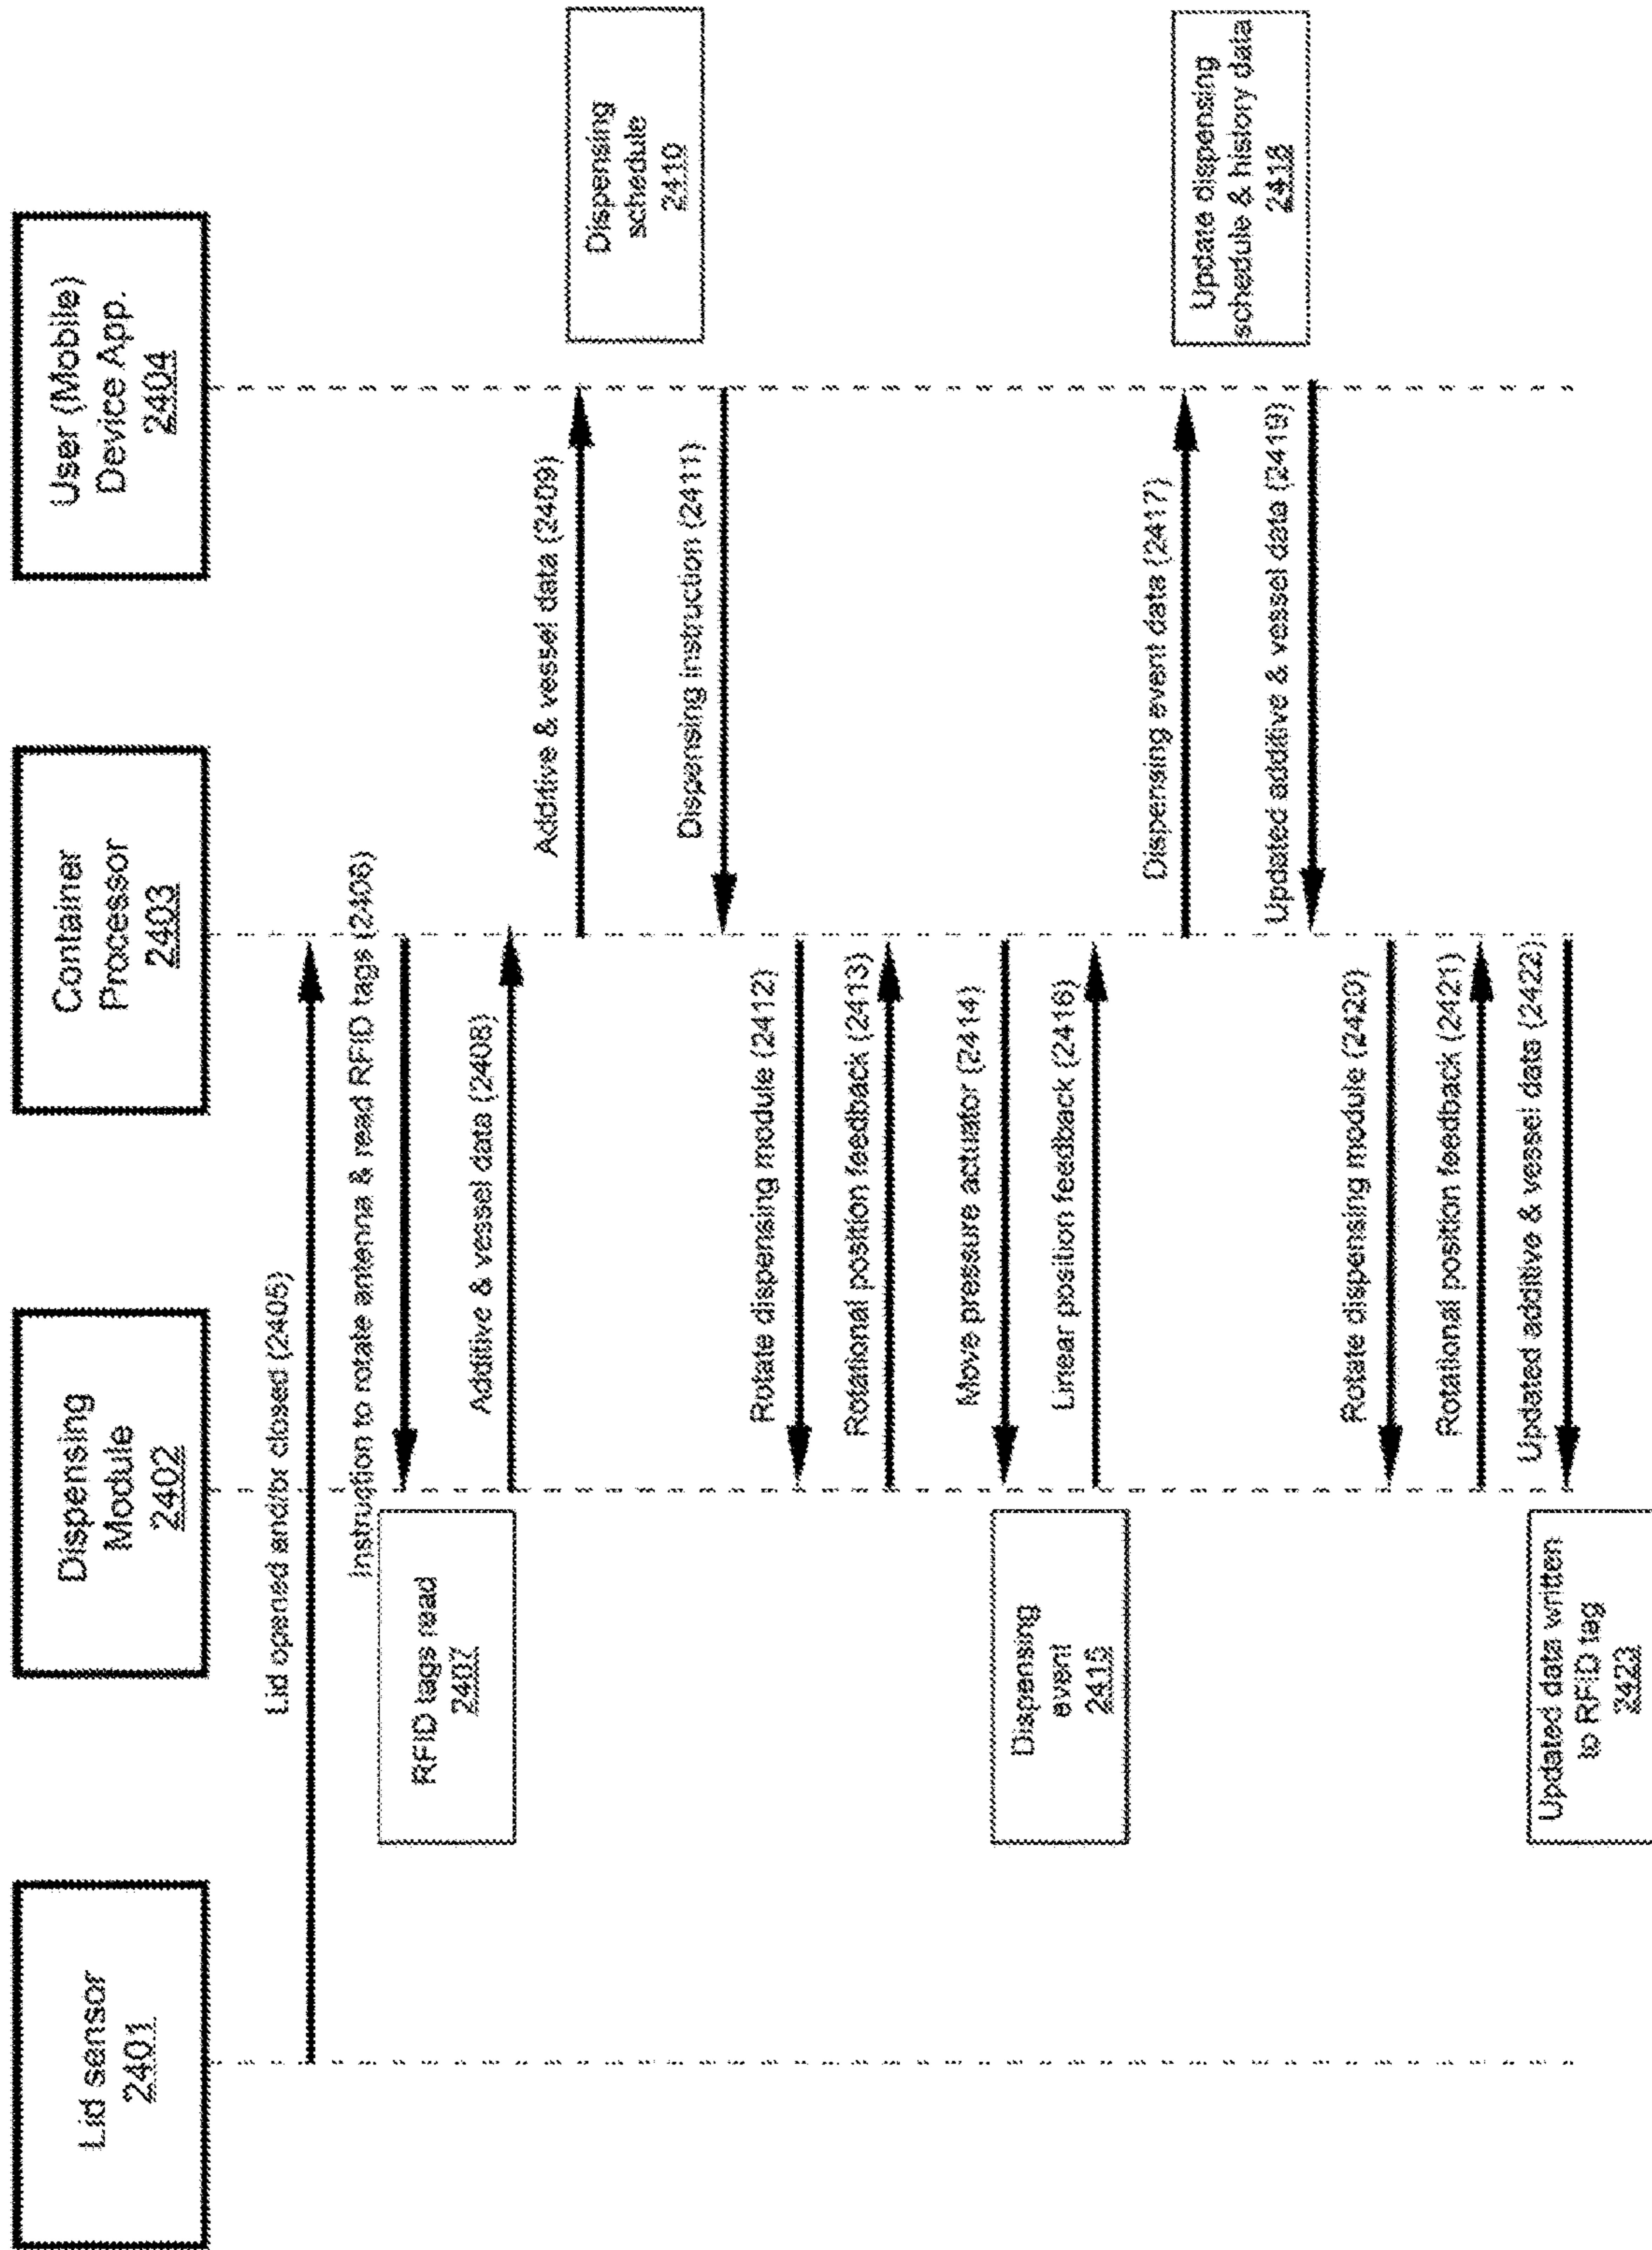 Lid sensor
2401
Dispensing
Module
2402
Container
Processor
2403
User (Mobile)
Device App.
2404
Lid opened and/or closed (2405)
Instruction to rotate antenna & read RFID tags (2406)
RFID tags read
2407
Additive & vessel data (2408)
Additive & vessel data (2409)
Dispensing
schedule
2410
Dispensing instruction (2411)
Rotate dispensing module (2412)
Rotational position feedback (2413)
Move pressure actuator (2414)
Dispensing
event
2415
Linear position feedback (2416)
Dispensing event data (2417)
Update dispensing
schedule & history data
2418
Updated additive & vessel data (2419)
Rotate dispensing module (2420)
Rotational position feedback (2421)
Updated additive & vessel data (2422)
Updated data written
to RFID tag
2423